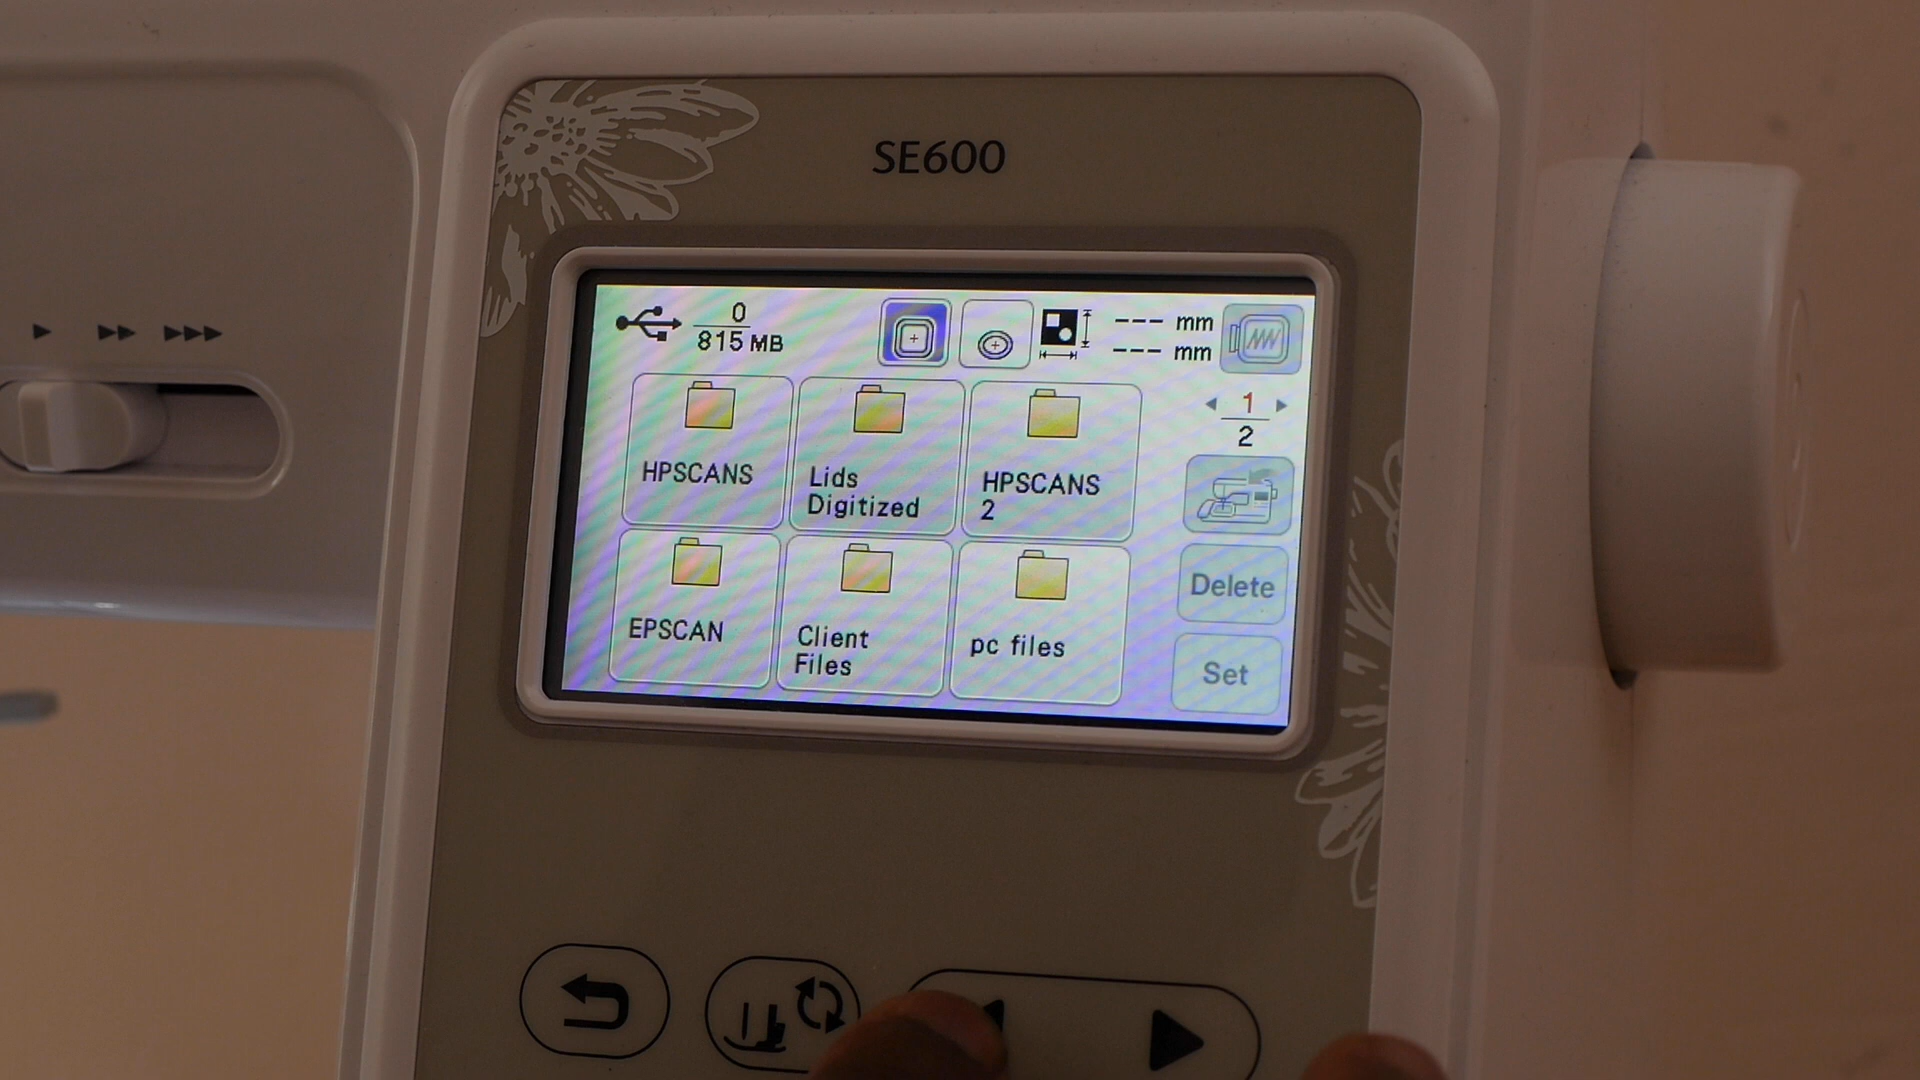 SE600
0
815 MB
--- mm
--- mm
HPSCANS
Lids
Digitized
HPSCANS
2
1
2
EPSCAN
Client
Files
pc files
Delete
Set